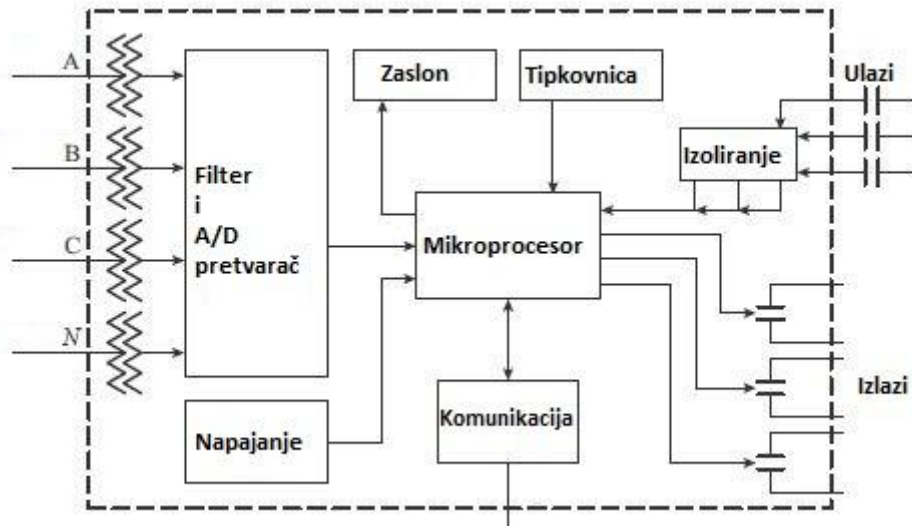 A
B
C
N
Filter
i
A/D
pretvarač
Napajanje
Zaslon
Tipkovnica
Mikroprocesor
Komunikacija
Izoliranje
Ulazi
Izlazi